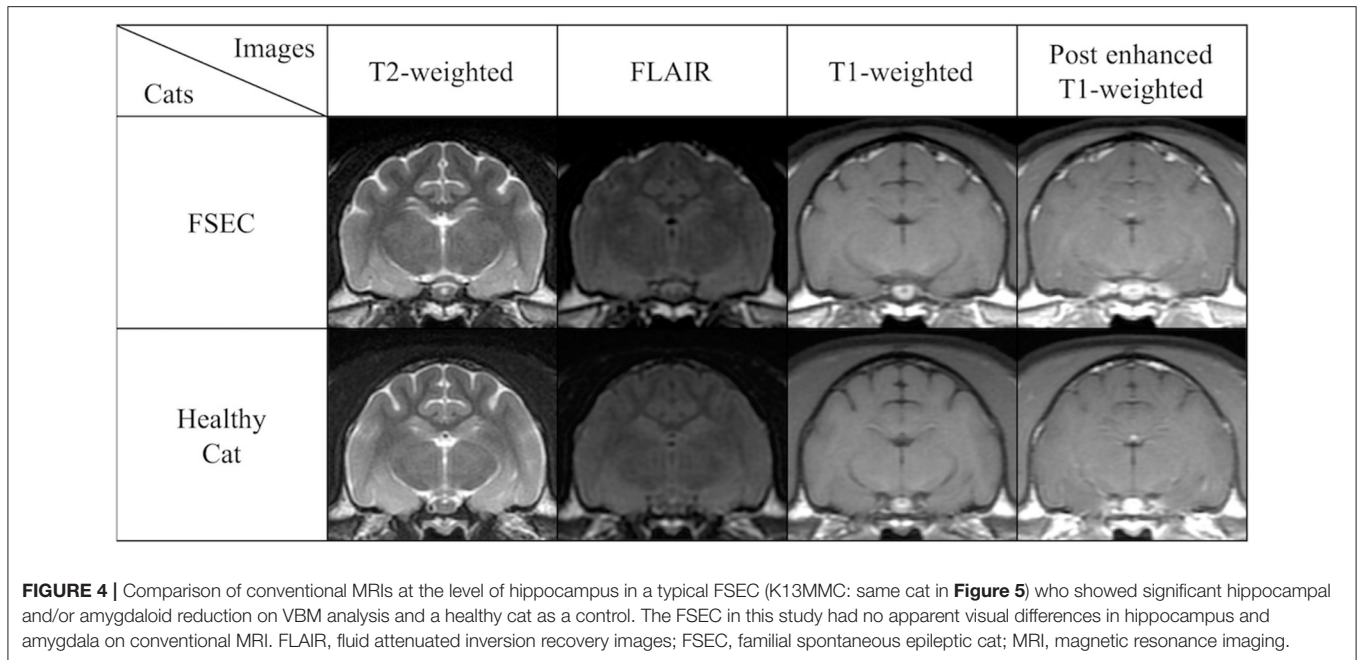 Images
Cats
T2-weighted
FLAIR
T1-weighted
Post enhanced
T1-weighted
FSEC
Healthy
Cat
FIGURE 4 | Comparison of conventional MRIs at the level of hippocampus in a typical FSEC (K13MMC: same cat in Figure 5) who showed significant hippocampal
and/or amygdaloid reduction on VBM analysis and a healthy cat as a control. The FSEC in this study had no apparent visual differences in hippocampus and
amygdala on conventional MRI. FLAIR, fluid attenuated inversion recovery images; FSEC, familial spontaneous epileptic cat; MRI, magnetic resonance imaging.